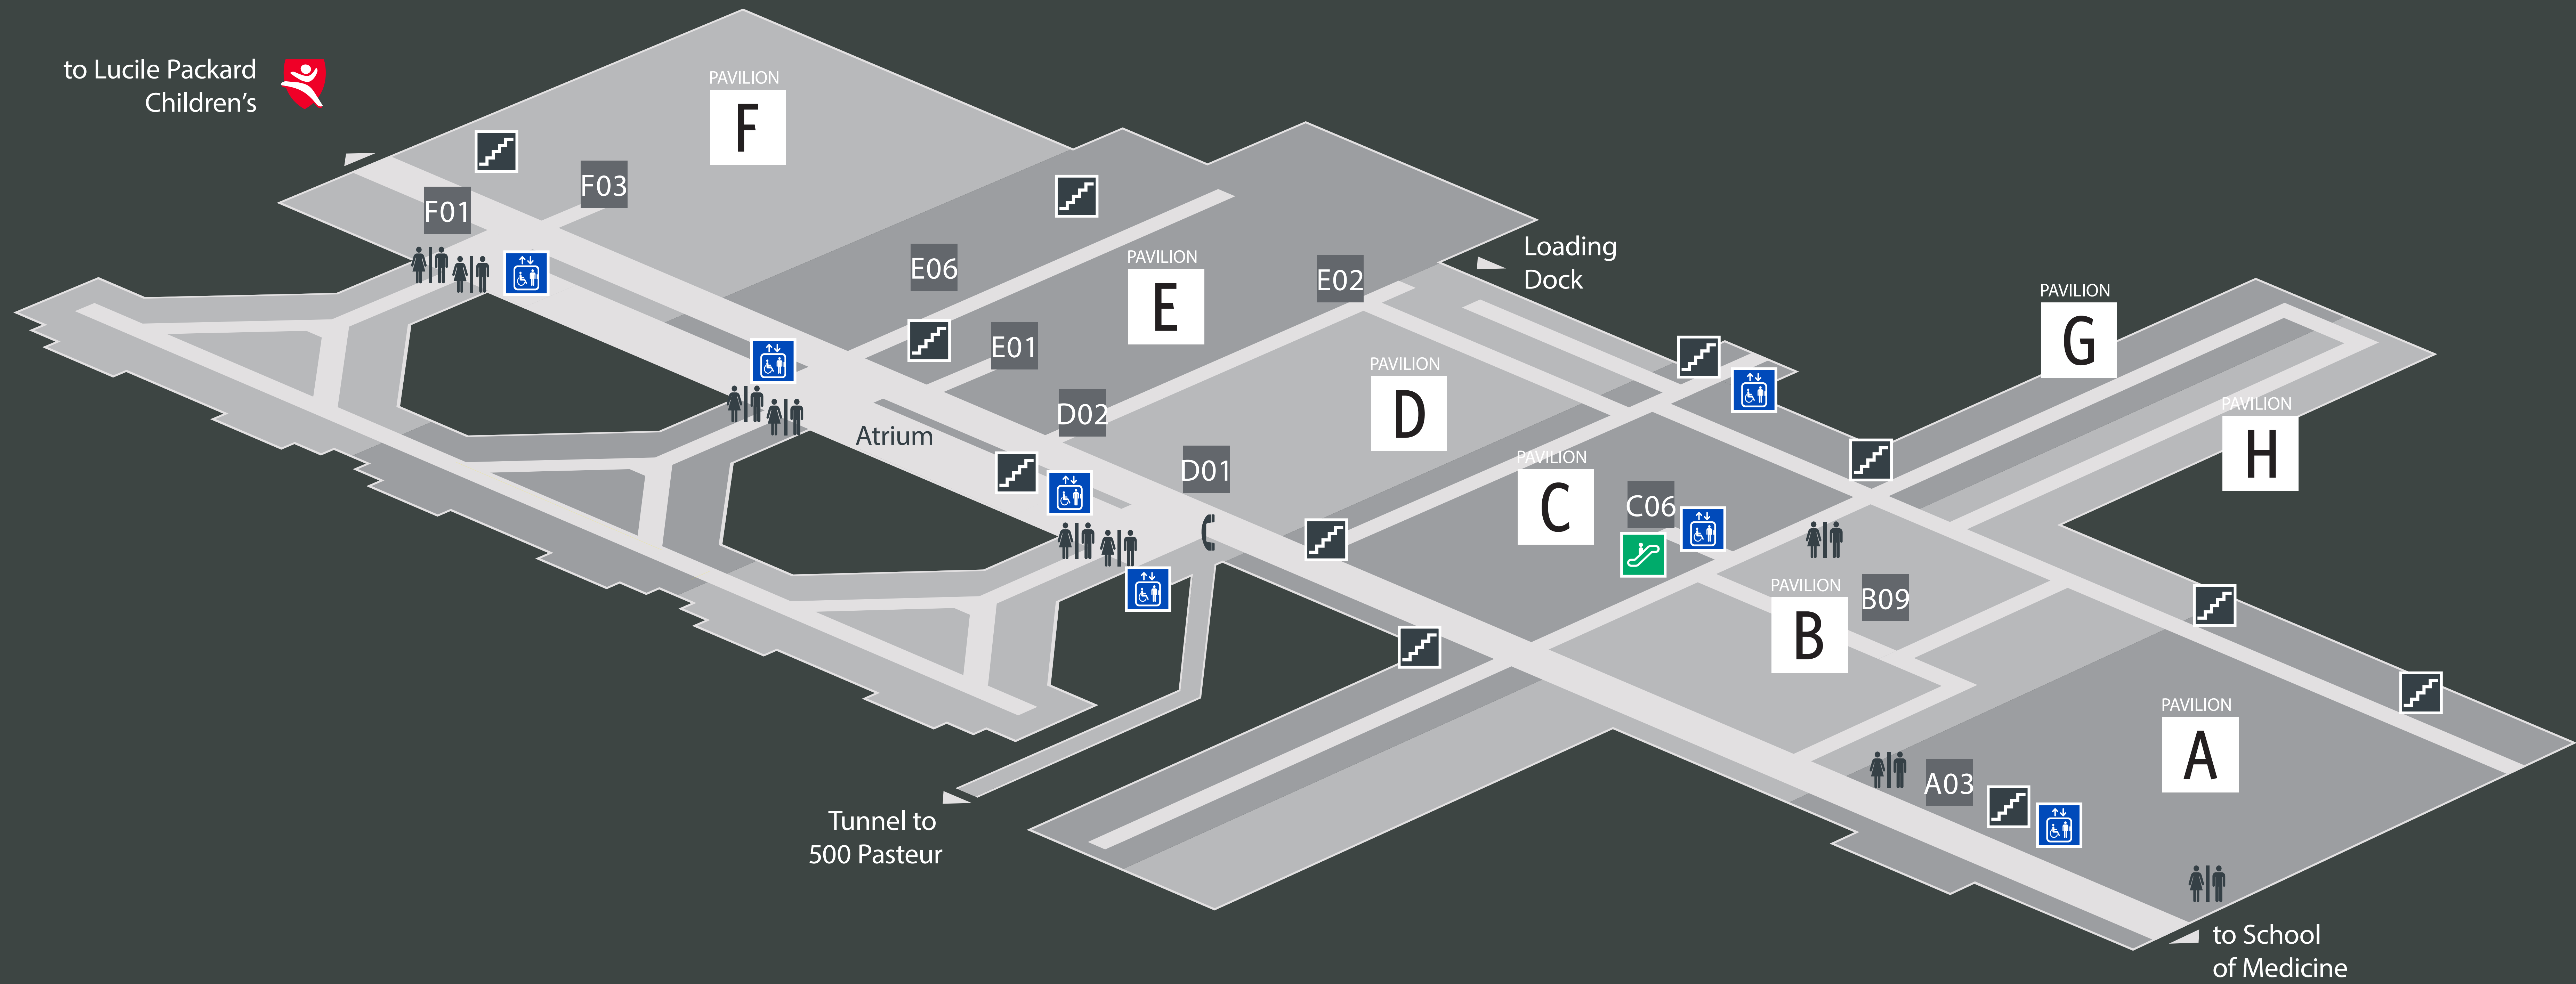 to Lucile Packard
Children's
PAVILION
F
F03
F01
E06
PAVILION
E
E02
E01
Loading
Dock
PAVILION
G
PAVILION
D
D02
PAVILION
H
Atrium
D01
PAVILION
C
C06
PAVILION
B
B09
PAVILION
A
A03
Tunnel to
500 Pasteur
to School
of Medicine